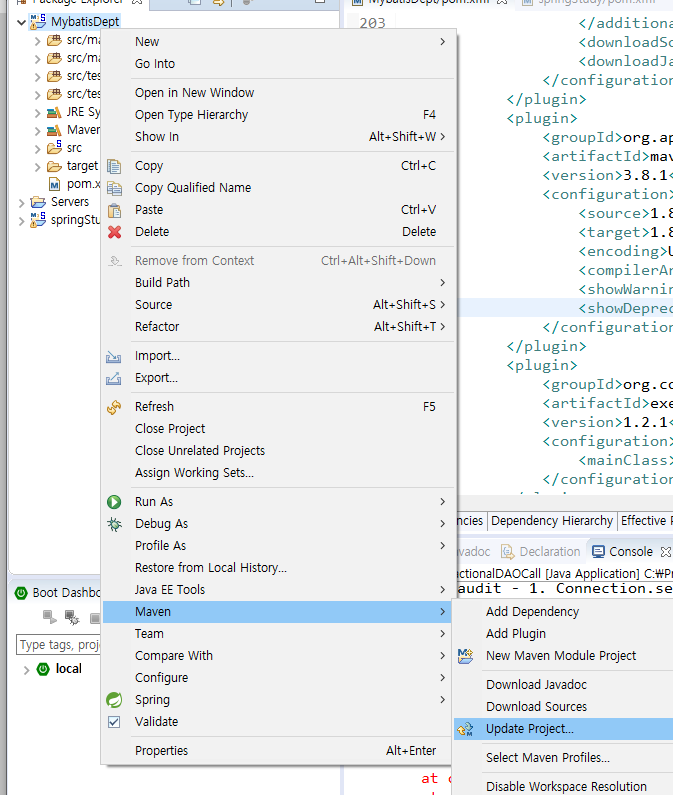 Package Explorer
MybatisDept/pom.xml
springStudy/pom.xml
MybatisDept
src/ma
src/ma
src/tes
src/tes
JRE Sy
Maven
src
target
pom.x
Servers
springStu
New
Go Into
Open in New Window
Open Type Hierarchy F4
Show In Alt+Shift+W >
Copy Ctrl+C
Copy Qualified Name
Paste Ctrl+V
Delete Delete
Remove from Context Ctrl+Alt+Shift+Down
Build Path
Source Alt+Shift+S >
Refactor Alt+Shift+T >
Import...
Export...
Refresh F5
Close Project
Close Unrelated Projects
Assign Working Sets...
Run As
Debug As
Profile As
Restore from Local History...
Java EE Tools
Maven
Team
Compare With
Configure
Spring
Validate
Properties Alt+Enter
Add Dependency
Add Plugin
New Maven Module Project
Download Javadoc
Download Sources
Update Project...
Select Maven Profiles...
Disable Workspace Resolution
203 </additiona
<downloadSo
<downloadJa
</configuration
</plugin>
<plugin>
<groupId>org.ap
<artifactId>mav
<version>3.8.1<
<configuration>
<source>1.8
<target>1.8
<encoding>U
<compilerAr
<showWarnin
<showDeprec
</configuration
</plugin>
<plugin>
<groupId>org.co
<artifactId>exe
<version>1.2.1<
<configuration>
<mainClass>
</configuration
ncies Dependency Hierarchy Effective P
avadoc Declaration Console
actionalDAOCall [Java Application] C:₩Pr
audit - 1. Connection.se
Boot Dashbo
Type tags, proje
local
at o